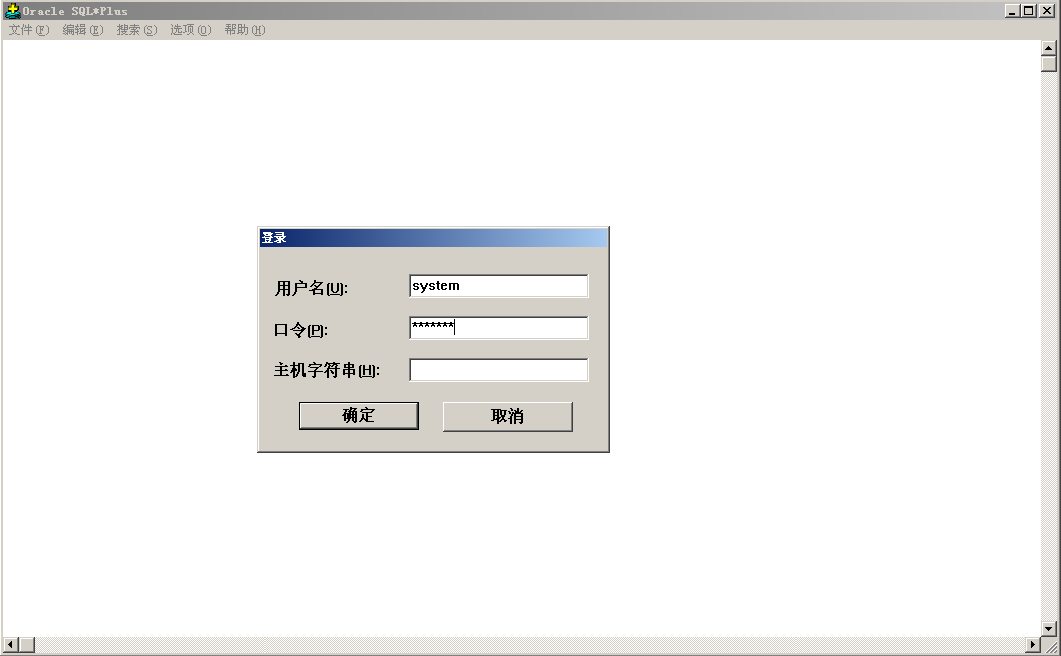 Oracle SQL*Plus
文件(F) 编辑(E) 搜索(S) 选项(O) 帮助(H)
登录
用户名(U): system
口令(P): *******
主机字符串(H):
确定 取消